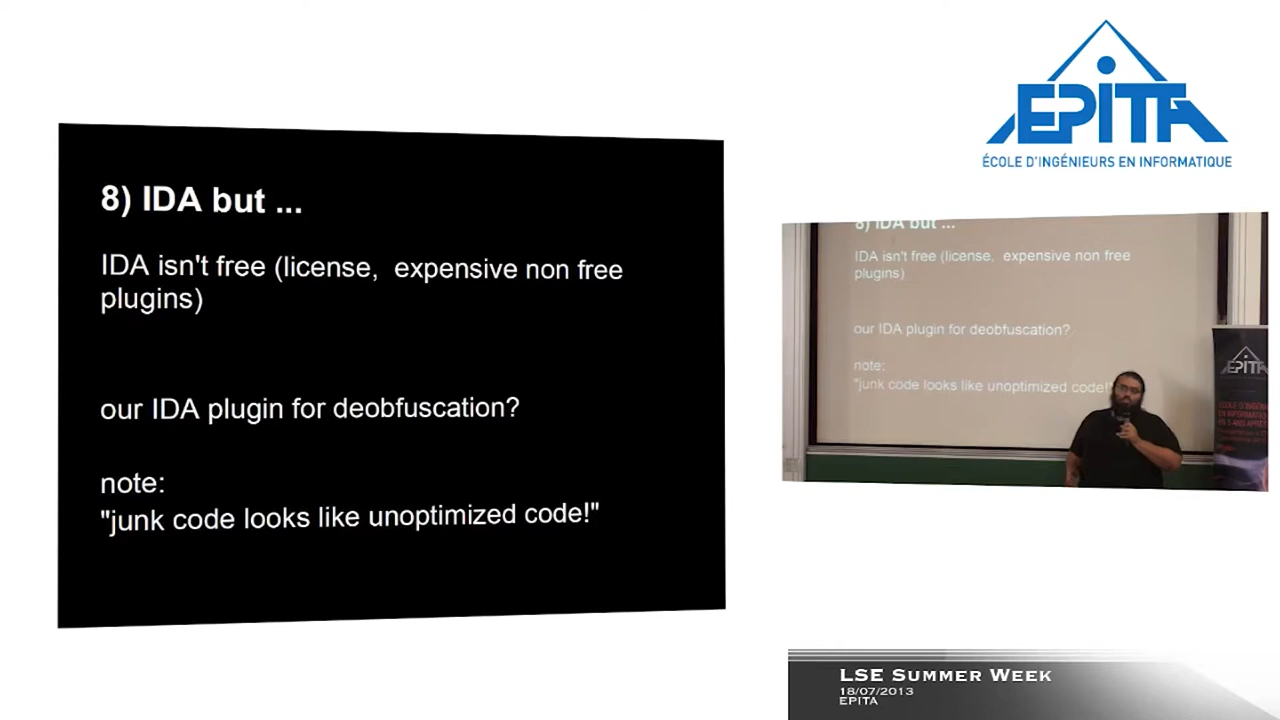 EPITA
ÉCOLE D'INGÉNIEURS EN INFORMATIQUE
8) IDA but ...
IDA isn't free (license,  expensive non free
plugins)
our IDA plugin for deobfuscation?
note:
"junk code looks like unoptimized code!"
8) IDA but ...
IDA isn't free (license,  expensive non free
plugins)
our IDA plugin for deobfuscation?
note:
"junk code looks like unoptimized code!"
EPITA
LSE SUMMER WEEK
18/07/2013
EPITA